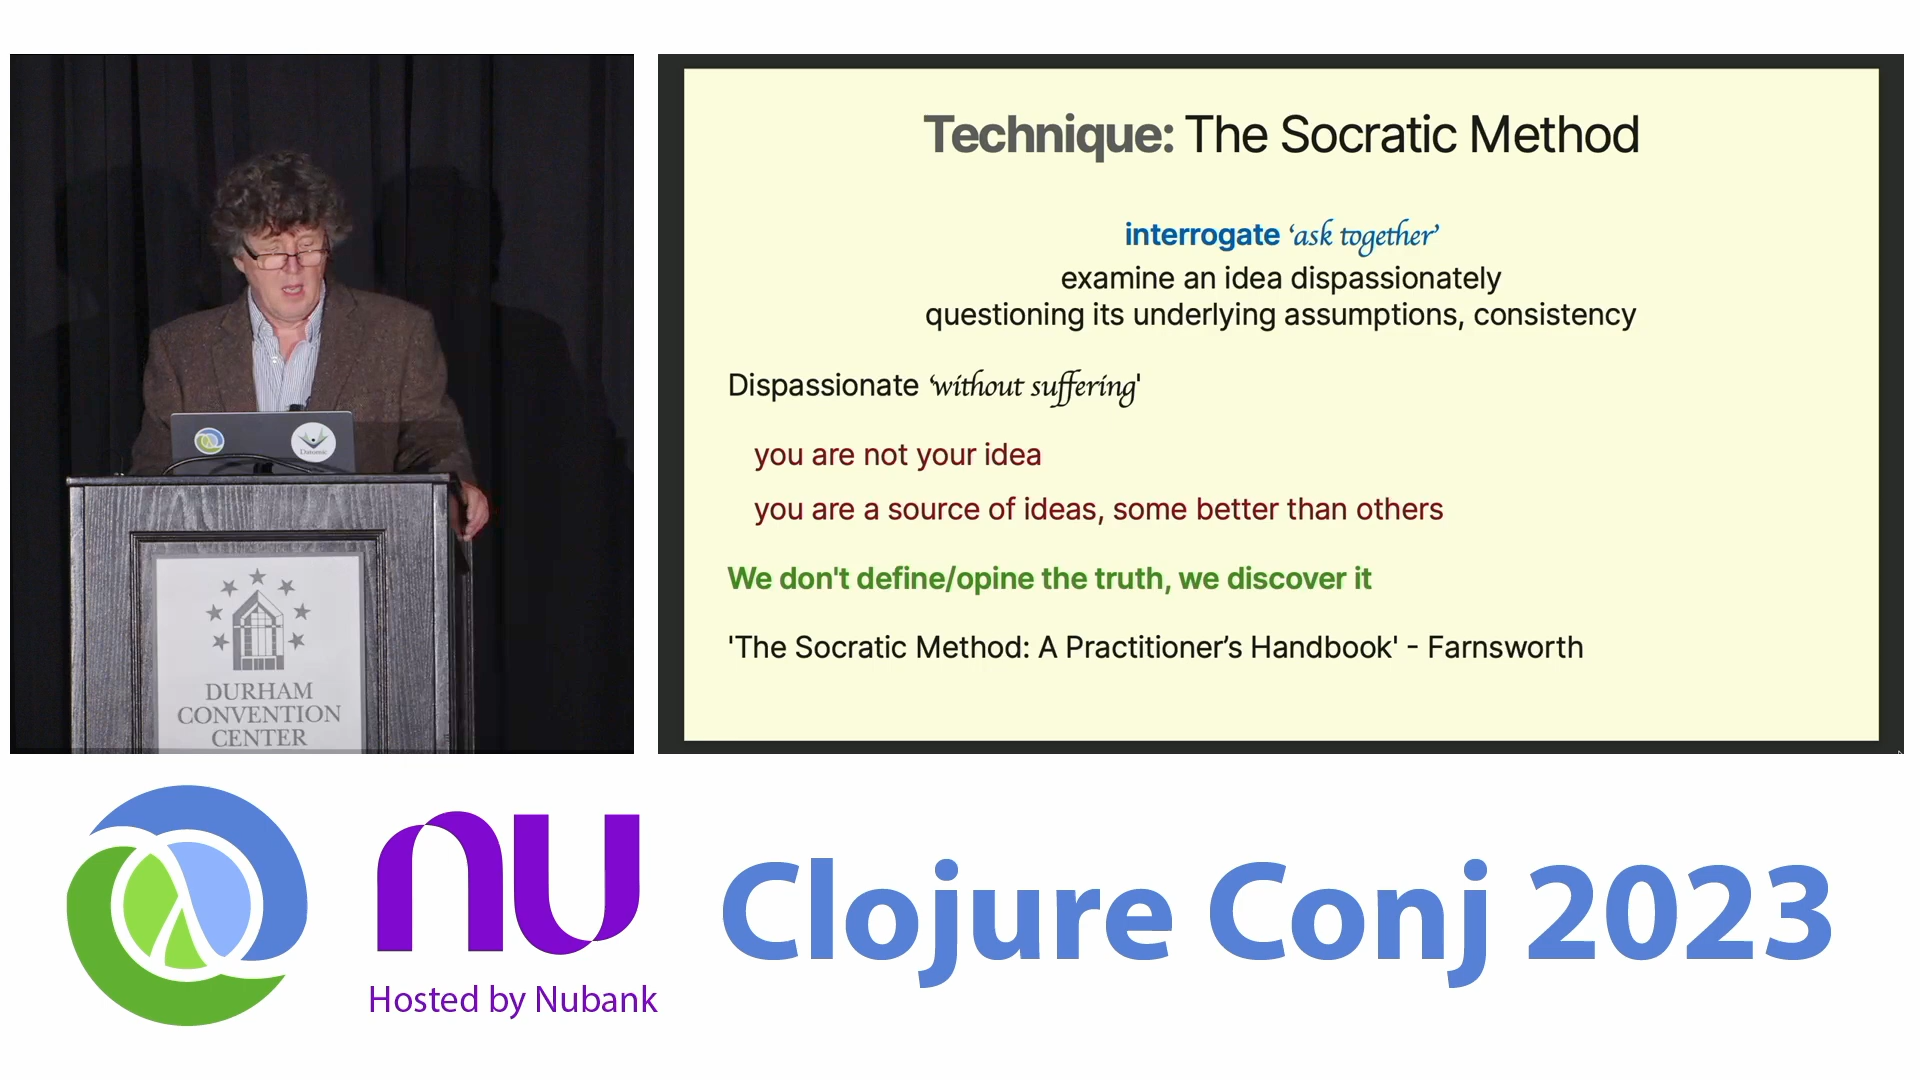 Technique: The Socratic Method
interrogate ‘ask together’
examine an idea dispassionately
questioning its underlying assumptions, consistency
Dispassionate ‘without suffering'
you are not your idea
you are a source of ideas, some better than others
We don't define/opine the truth, we discover it
'The Socratic Method: A Practitioner’s Handbook' - Farnsworth
Datomic
DURHAM
CONVENTION
CENTER
nu
Hosted by Nubank
Clojure Conj 2023